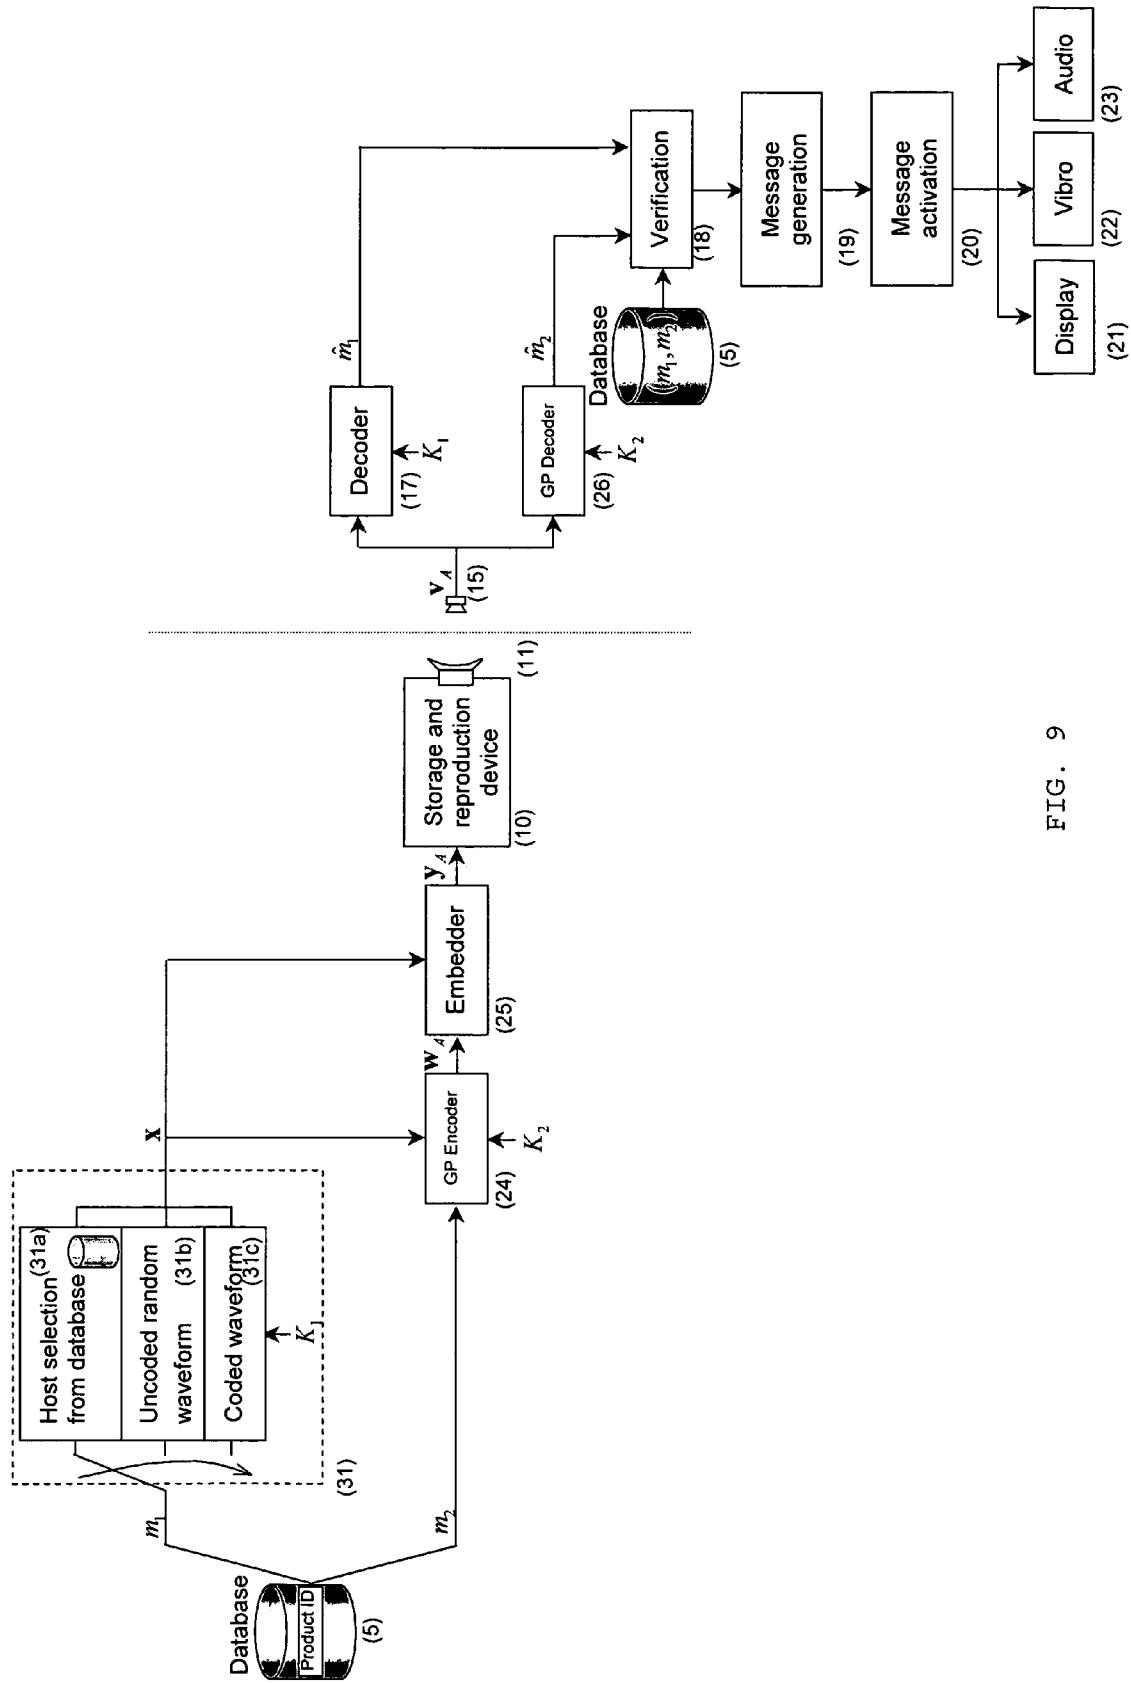 Database
Product ID
(5)
m₁
m₂
(31)
Host selection
from database
(31a)
Uncoded random
waveform
(31b)
Coded waveform
(31c)
K₁
x
GP Encoder
(24)
K₂
w_A
Embedder
(25)
y_A
Storage and
reproduction
device
(10)
(11)
v_A
(15)
Decoder
(17)
K₁
m̂₁
GP Decoder
(26)
K₂
m̂₂
Database
(m₁, m₂)
(5)
Verification
(18)
Message
generation
(19)
Message
activation
(20)
Display
(21)
Vibro
(22)
Audio
(23)
FIG. 9